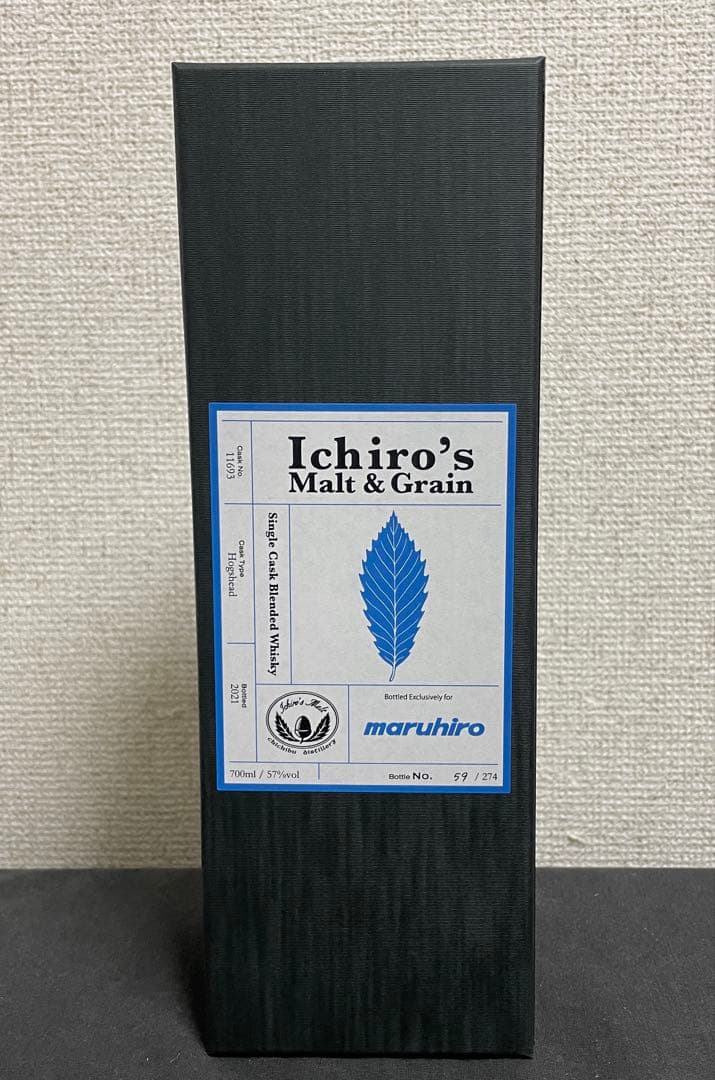 Ichiro's
Malt & Grain
Cask No.
11693
Cask Type
Hogshead
Bottled
2021
Single Cask Blended Whisky
Ichiro's Malt
chichibu distillery
Bottled Exclusively for
maruhiro
700ml / 57%vol
Bottle No. 59 / 274